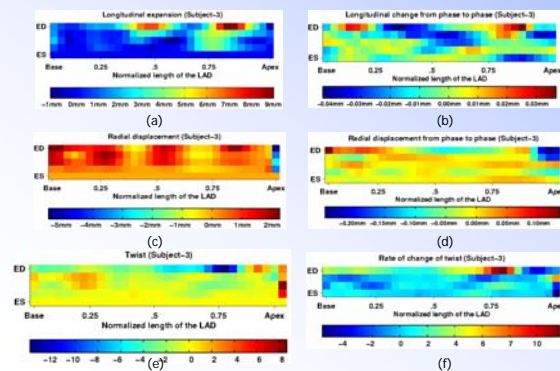 Longitudinal expansion (Subject-3)
ED
ES
Base 0.25 .5 0.75 Apex
Normalized length of the LAD
-1mm 0mm 1mm 2mm 3mm 4mm 5mm 6mm 7mm 8mm 9mm
(a)
Longitudinal change from phase to phase (Subject-3)
ED
ES
Base 0.25 .5 0.75 Apex
Normalized length of the LAD
-0.04mm -0.03mm -0.02mm -0.01mm 0mm 0.01mm 0.02mm 0.03mm
(b)
Radial displacement (Subject-3)
ED
ES
Base 0.25 .5 0.75 Apex
Normalized length of the LAD
-5mm -4mm -3mm -2mm -1mm 0mm 1mm 2mm
(c)
Radial displacement from phase to phase (Subject-3)
ED
ES
Base 0.25 .5 0.75 Apex
Normalized length of the LAD
-0.20mm -0.15mm -0.10mm -0.05mm 0mm 0.05mm 0.10mm
(d)
Twist (Subject-3)
ED
ES
Base 0.25 .5 0.75 Apex
Normalized length of the LAD
-12 -10 -8 -6 -4 -2 0 2 4 6 8
(e)
Rate of change of twist (Subject-3)
ED
ES
Base 0.25 .5 0.75 Apex
Normalized length of the LAD
-4 -2 0 2 4 6 7 10
(f)